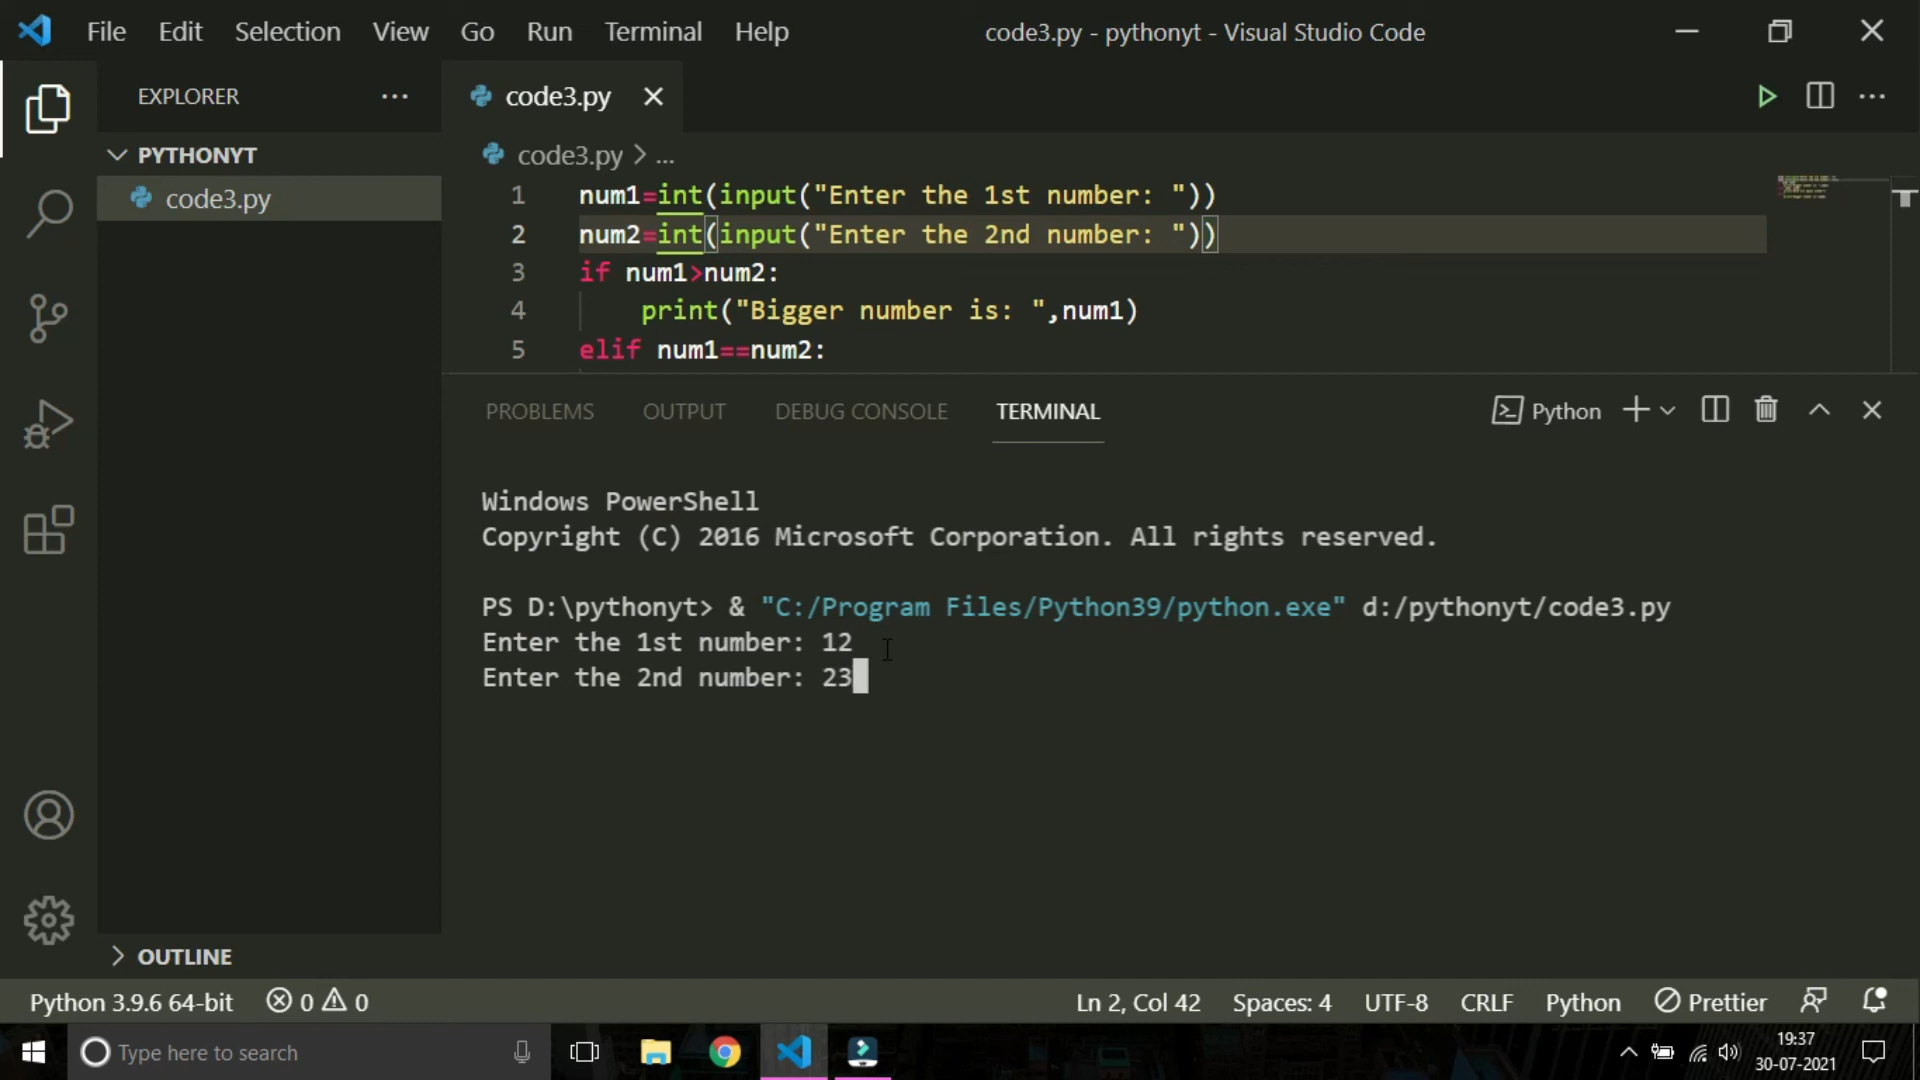 File Edit Selection View Go Run Terminal Help code3.py - pythonyt - Visual Studio Code
EXPLORER ... code3.py
PYTHONYT
code3.py
code3.py > ...
1 num1=int(input("Enter the 1st number: "))
2 num2=int(input("Enter the 2nd number: "))
3 if num1>num2:
4 print("Bigger number is: ",num1)
5 elif num1==num2:
PROBLEMS OUTPUT DEBUG CONSOLE TERMINAL Python
Windows PowerShell
Copyright (C) 2016 Microsoft Corporation. All rights reserved.
PS D:\pythonyt> & "C:/Program Files/Python39/python.exe" d:/pythonyt/code3.py
Enter the 1st number: 12
Enter the 2nd number: 23
OUTLINE
Python 3.9.6 64-bit 0 0 Ln 2, Col 42 Spaces: 4 UTF-8 CRLF Python Prettier
Type here to search
19:37
30-07-2021